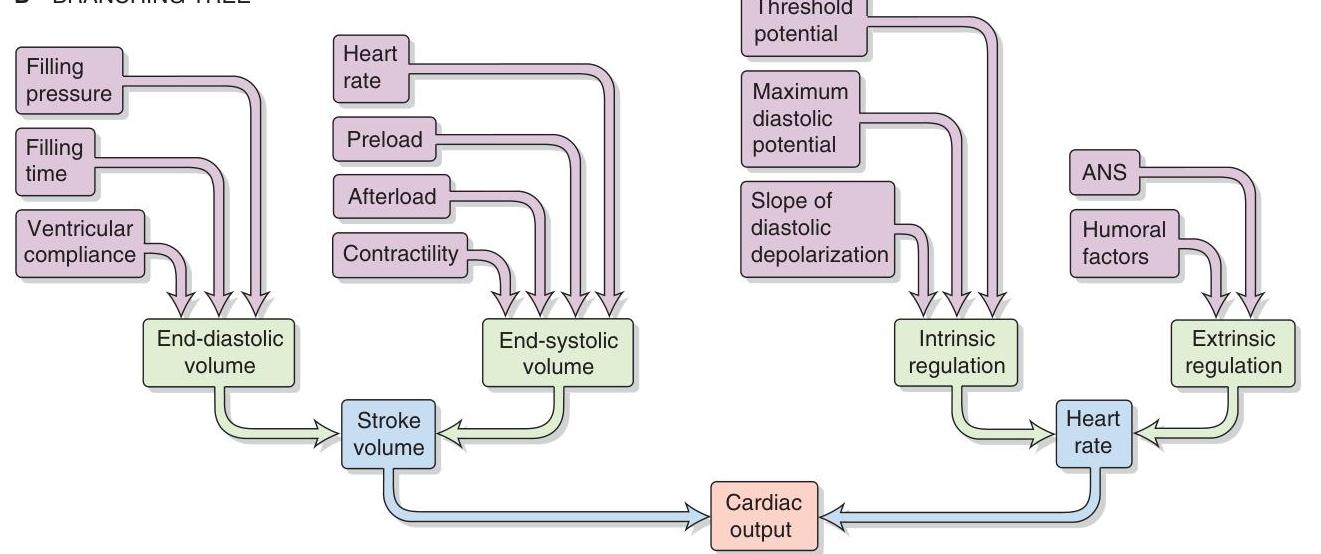 B BRANCHING TREE
Filling
pressure
Filling
time
Ventricular
compliance
Heart
rate
Preload
Afterload
Contractility
Threshold
potential
Maximum
diastolic
potential
Slope of
diastolic
depolarization
ANS
Humoral
factors
End-diastolic
volume
End-systolic
volume
Intrinsic
regulation
Extrinsic
regulation
Stroke
volume
Heart
rate
Cardiac
output